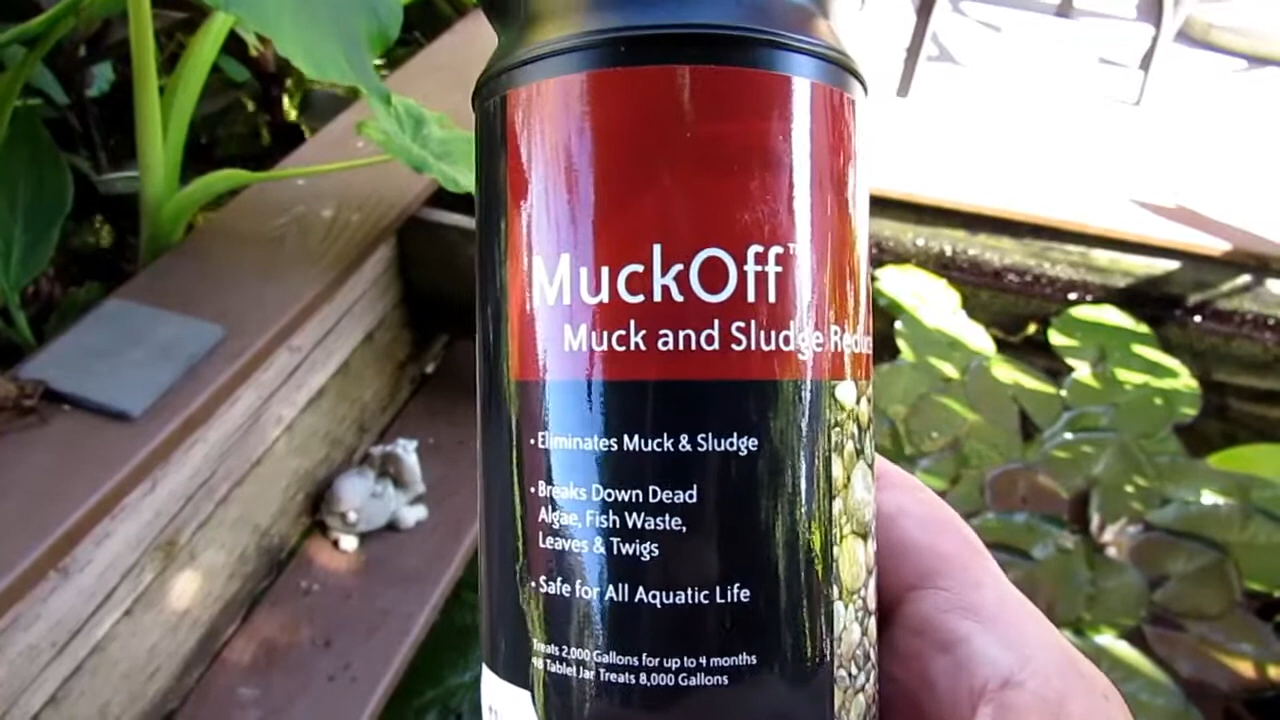 MuckOff™
Muck and Sludge Reduc
• Eliminates Muck & Sludge
• Breaks Down Dead
Algae, Fish Waste,
Leaves & Twigs
• Safe for All Aquatic Life
Treats 2,000 Gallons for up to 4 months
48 Tablet Jar Treats 8,000 Gallons